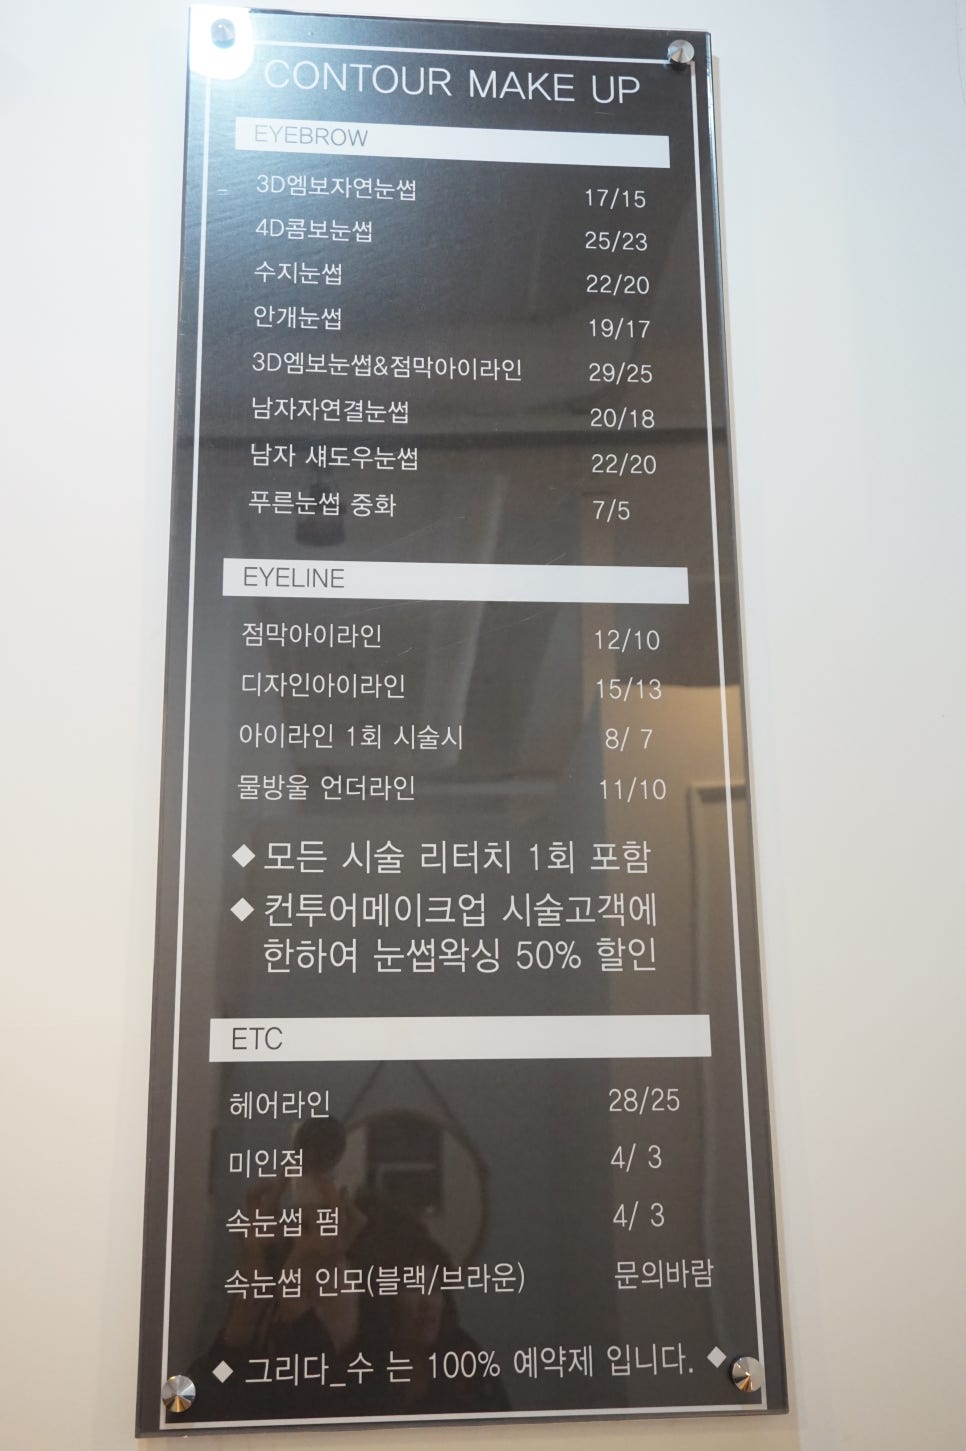 CONTOUR MAKE UP
EYEBROW
3D엠보자연눈썹 17/15
4D콤보눈썹 25/23
수지눈썹 22/20
안개눈썹 19/17
3D엠보눈썹&점막아이라인 29/25
남자자연결눈썹 20/18
남자 섀도우눈썹 22/20
푸른눈썹 중화 7/5
EYELINE
점막아이라인 12/10
디자인아이라인 15/13
아이라인 1회 시술시 8/ 7
물방울 언더라인 11/10
◆ 모든 시술 리터치 1회 포함
◆ 컨투어메이크업 시술고객에
한하여 눈썹왁싱 50% 할인
ETC
헤어라인 28/25
미인점 4/ 3
속눈썹 펌 4/ 3
속눈썹 인모(블랙/브라운) 문의바람
◆ 그리다_수 는 100% 예약제 입니다. ◆